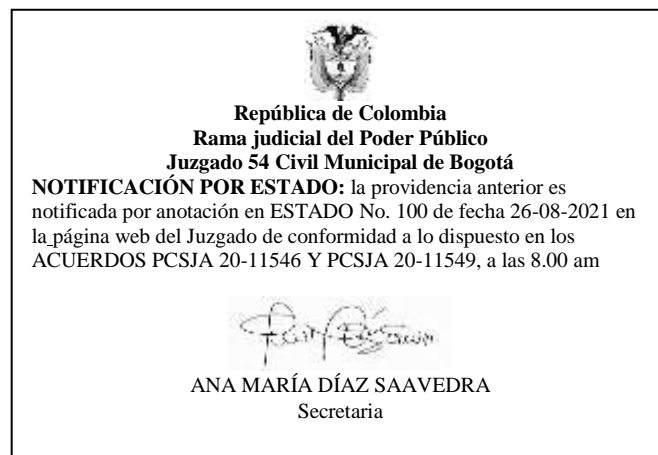 República de Colombia
Rama judicial del Poder Público
Juzgado 54 Civil Municipal de Bogotá
NOTIFICACIÓN POR ESTADO: la providencia anterior es
notificada por anotación en ESTADO No. 100 de fecha 26-08-2021 en
la página web del Juzgado de conformidad a lo dispuesto en los
ACUERDOS PCSJA 20-11546 Y PCSJA 20-11549, a las 8.00 am
ANA MARÍA DÍAZ SAAVEDRA
Secretaria